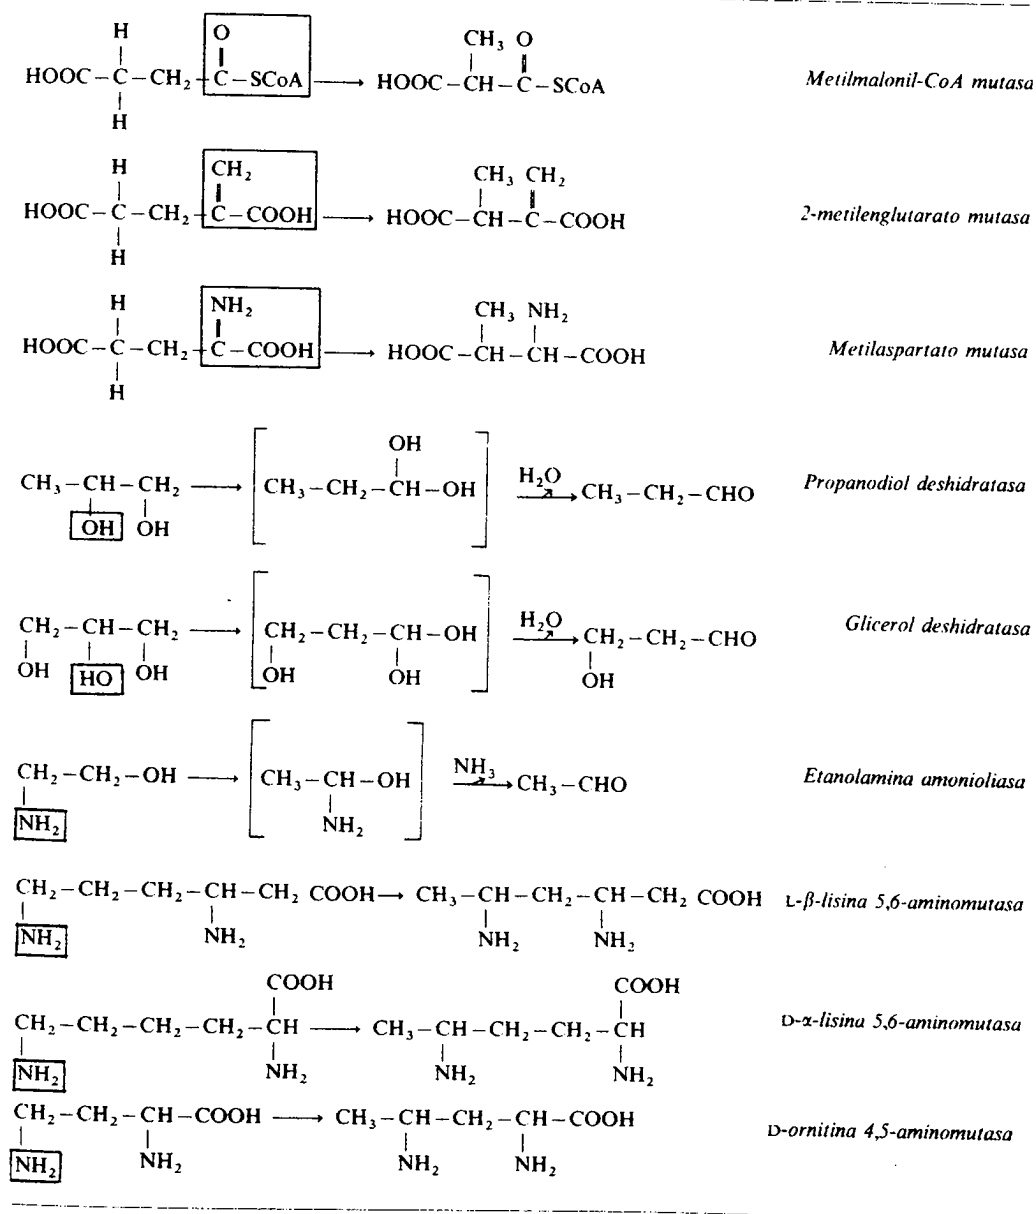 H O
HOOC–C–CH₂–C–SCoA → CH₃ O
HOOC–CH–C–SCoA Metilmalonil-CoA mutasa
H
H CH₂
HOOC–C–CH₂–C–COOH → CH₃ CH₂
HOOC–CH–C–COOH 2-metilenglutarato mutasa
H
H NH₂
HOOC–C–CH₂–C–COOH → CH₃ NH₂
HOOC–CH–CH–COOH Metilaspartato mutasa
H
OH
CH₃–CH–CH₂ → [CH₃–CH₂–CH–OH] H₂O → CH₃–CH₂–CHO Propanodiol deshidratasa
OH OH
CH₂–CH–CH₂ → [CH₂–CH₂–CH–OH] H₂O → CH₂–CH₂–CHO Glicerol deshidratasa
OH HO OH OH OH OH
CH₂–CH₂–OH → [CH₃–CH–OH] NH₃ → CH₃–CHO Etanolamina amonioliasa
NH₂ NH₂
CH₂–CH₂–CH₂–CH–CH₂ COOH → CH₃–CH–CH₂–CH–CH₂ COOH L-β-lisina 5,6-aminomutasa
NH₂ NH₂ NH₂ NH₂
COOH COOH
CH₂–CH₂–CH₂–CH₂–CH → CH₃–CH–CH₂–CH₂–CH D-α-lisina 5,6-aminomutasa
NH₂ NH₂ NH₂ NH₂
CH₂–CH₂–CH–COOH → CH₃–CH–CH₂–CH–COOH D-ornitina 4,5-aminomutasa
NH₂ NH₂ NH₂ NH₂